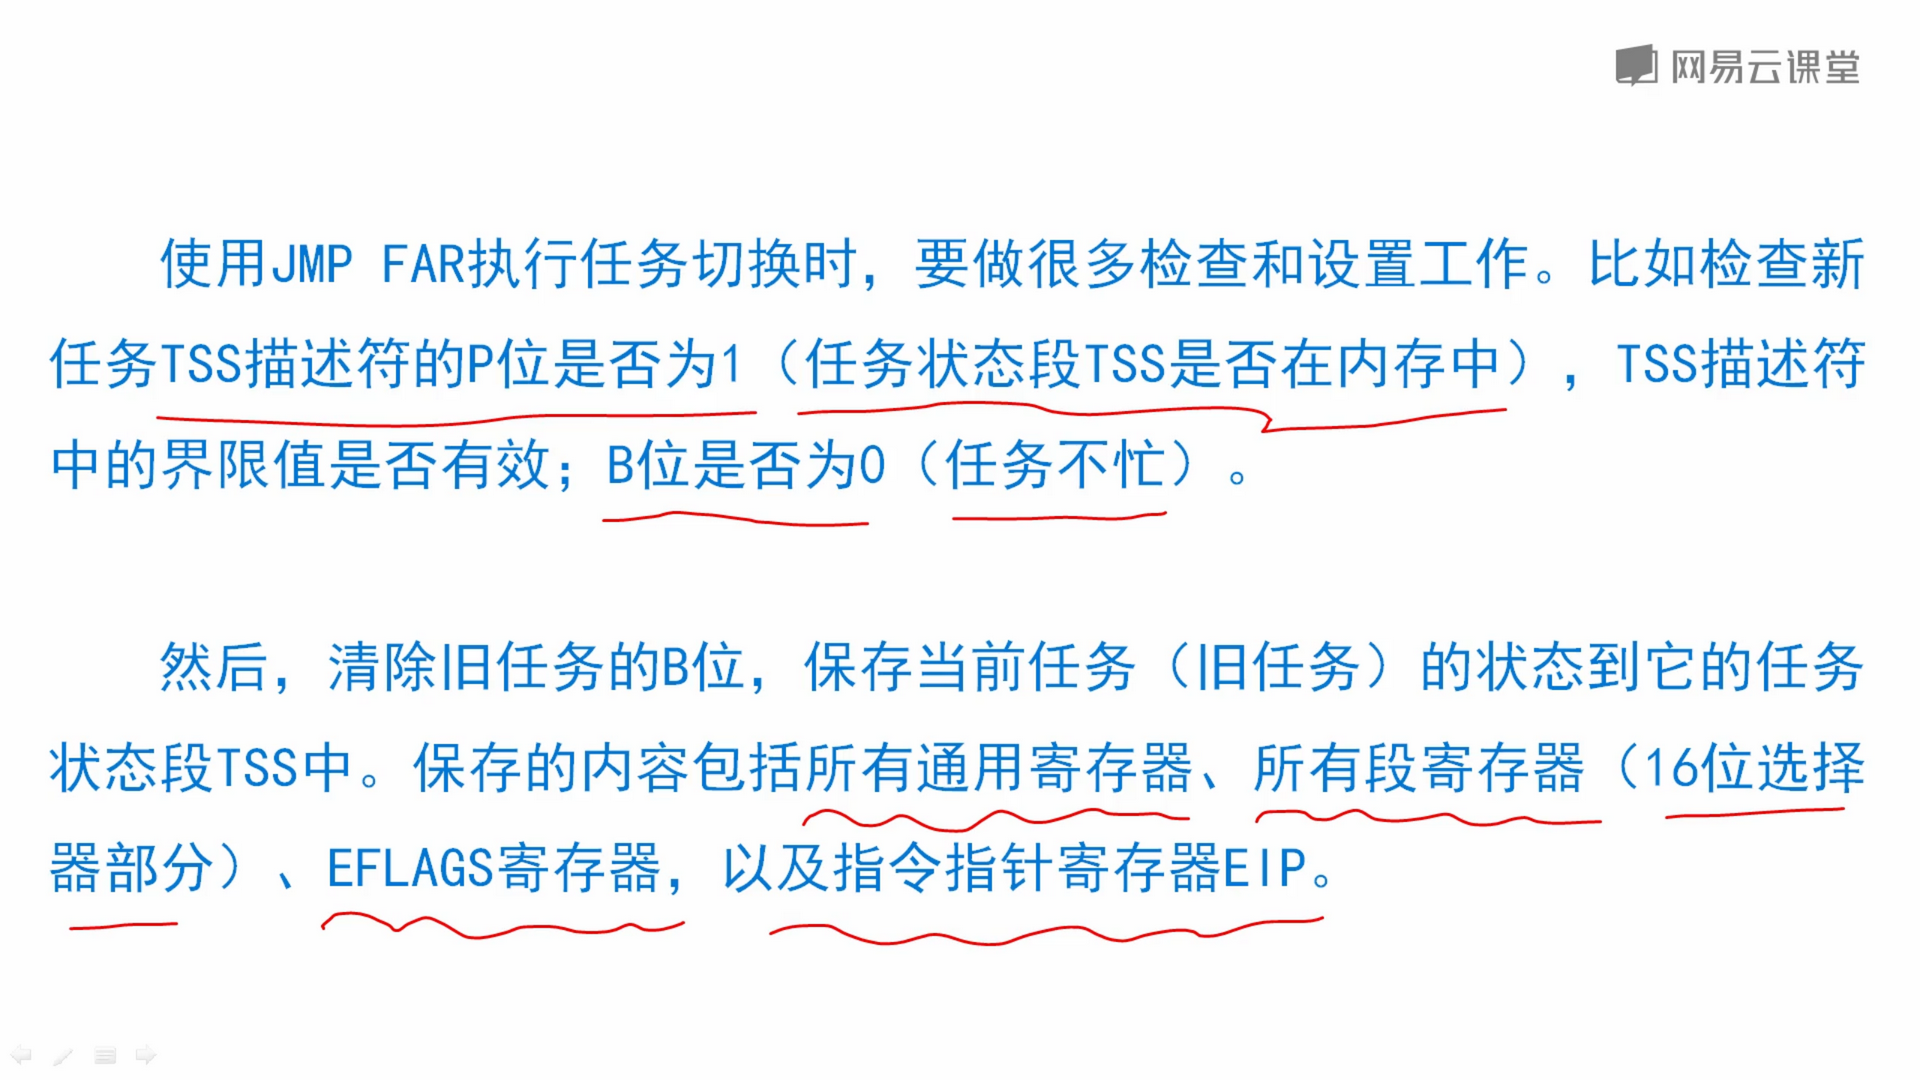 网易云课堂
使用JMP FAR执行任务切换时，要做很多检查和设置工作。比如检查新
任务TSS描述符的P位是否为1（任务状态段TSS是否在内存中），TSS描述符
中的界限值是否有效；B位是否为0（任务不忙）。
然后，清除旧任务的B位，保存当前任务（旧任务）的状态到它的任务
状态段TSS中。保存的内容包括所有通用寄存器、所有段寄存器（16位选择
器部分）、EFLAGS寄存器，以及指令指针寄存器EIP。